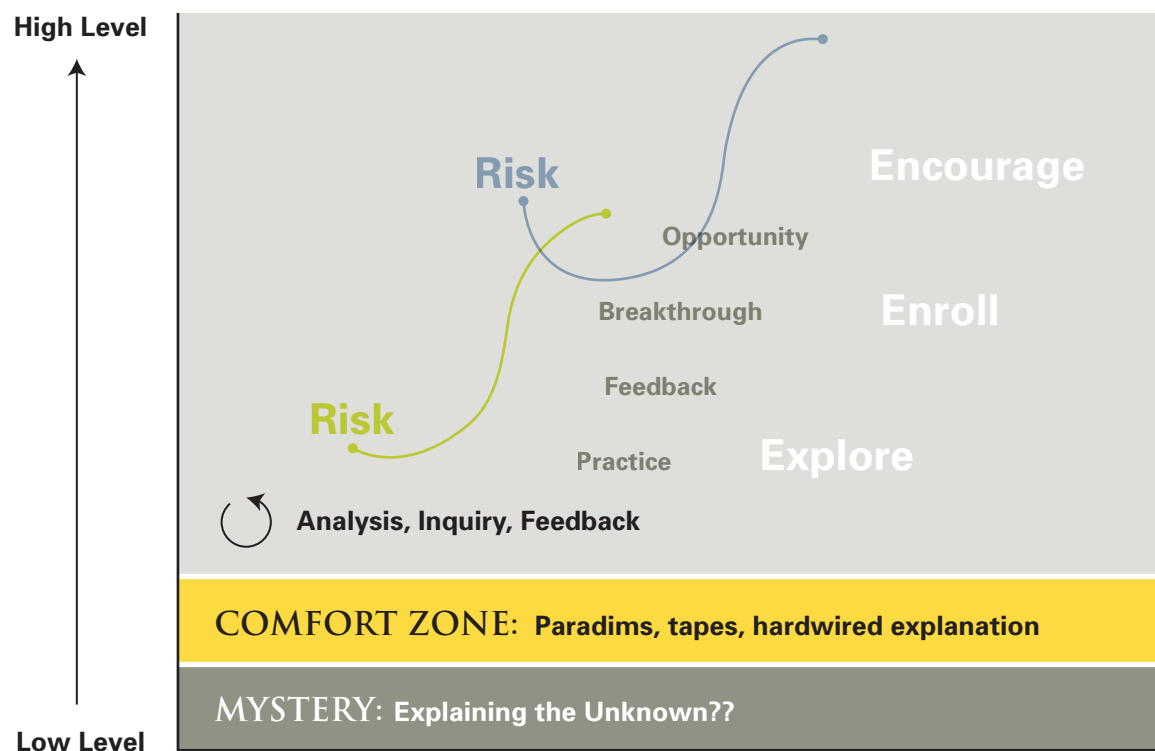 High Level
Encourage
Risk
Opportunity
Breakthrough
Enroll
Feedback
Risk
Practice
Explore
Analysis, Inquiry, Feedback
COMFORT ZONE: Paradims, tapes, hardwired explanation
MYSTERY: Explaining the Unknown??
Low Level